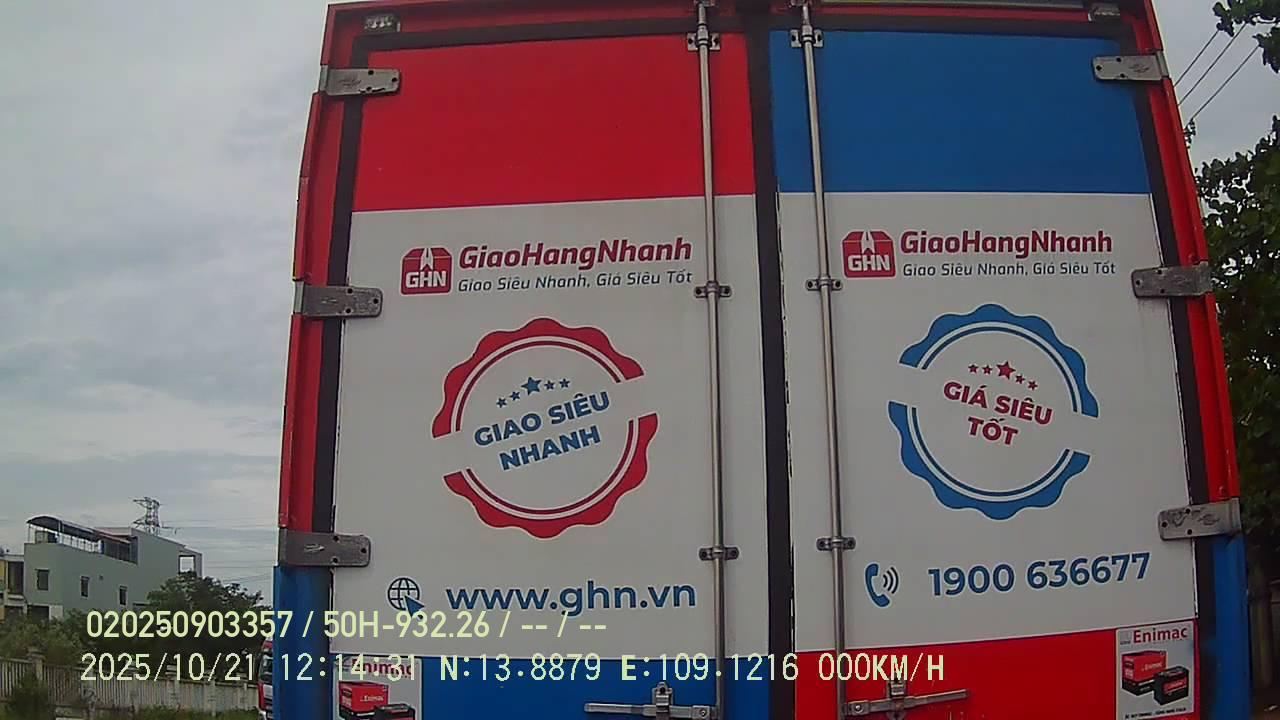 GHN GiaoHangNhanh
Giao Siêu Nhanh, Giá Siêu Tốt
GHN GiaoHangNhanh
Giao Siêu Nhanh, Giá Siêu Tốt
GIAO SIÊU
NHANH
GIÁ SIÊU
TỐT
www.ghn.vn
1900 636677
Enimac
Enimac
Enimac
020250903357 / 50H-932.26 / -- / --
2025/10/21 12:14:31 N:13.8879 E:109.1216 000KM/H